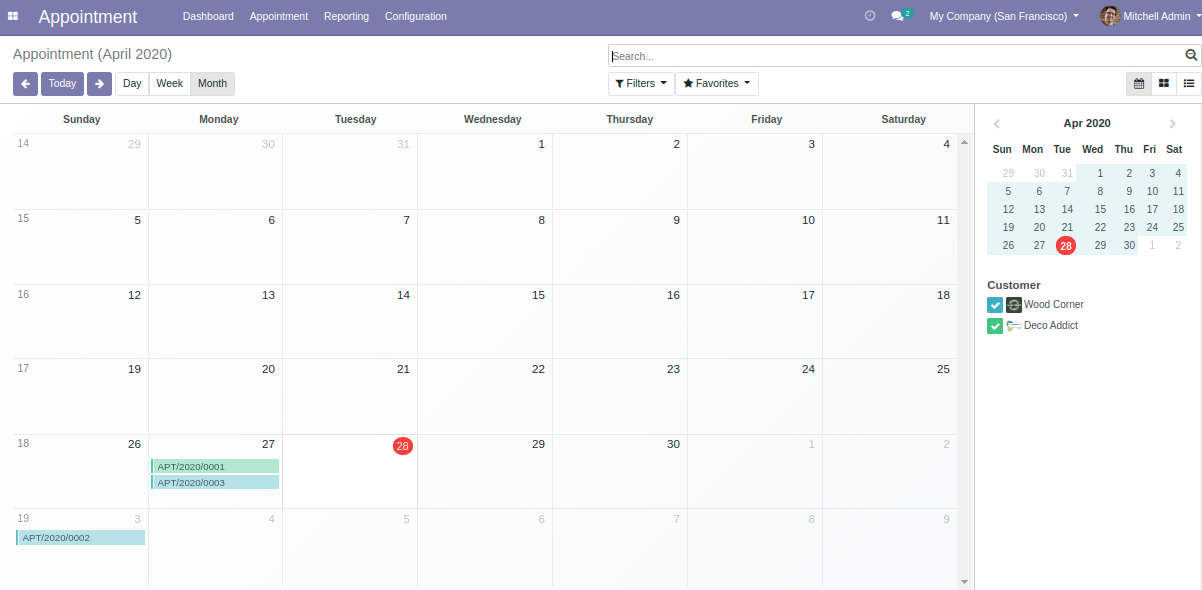 Appointment Dashboard Appointment Reporting Configuration 2 My Company (San Francisco) Mitchell Admin
Appointment (April 2020)
Search...
Today Day Week Month Filters Favorites
Sunday Monday Tuesday Wednesday Thursday Friday Saturday
14 29 30 31 1 2 3 4
15 5 6 7 8 9 10 11
16 12 13 14 15 16 17 18
17 19 20 21 22 23 24 25
18 26 27 28 29 30 1 2
APT/2020/0001
APT/2020/0003
19 3 4 5 6 7 8 9
APT/2020/0002
Apr 2020
Sun Mon Tue Wed Thu Fri Sat
29 30 31 1 2 3 4
5 6 7 8 9 10 11
12 13 14 15 16 17 18
19 20 21 22 23 24 25
26 27 28 29 30 1 2
Customer
Wood Corner
Deco Addict